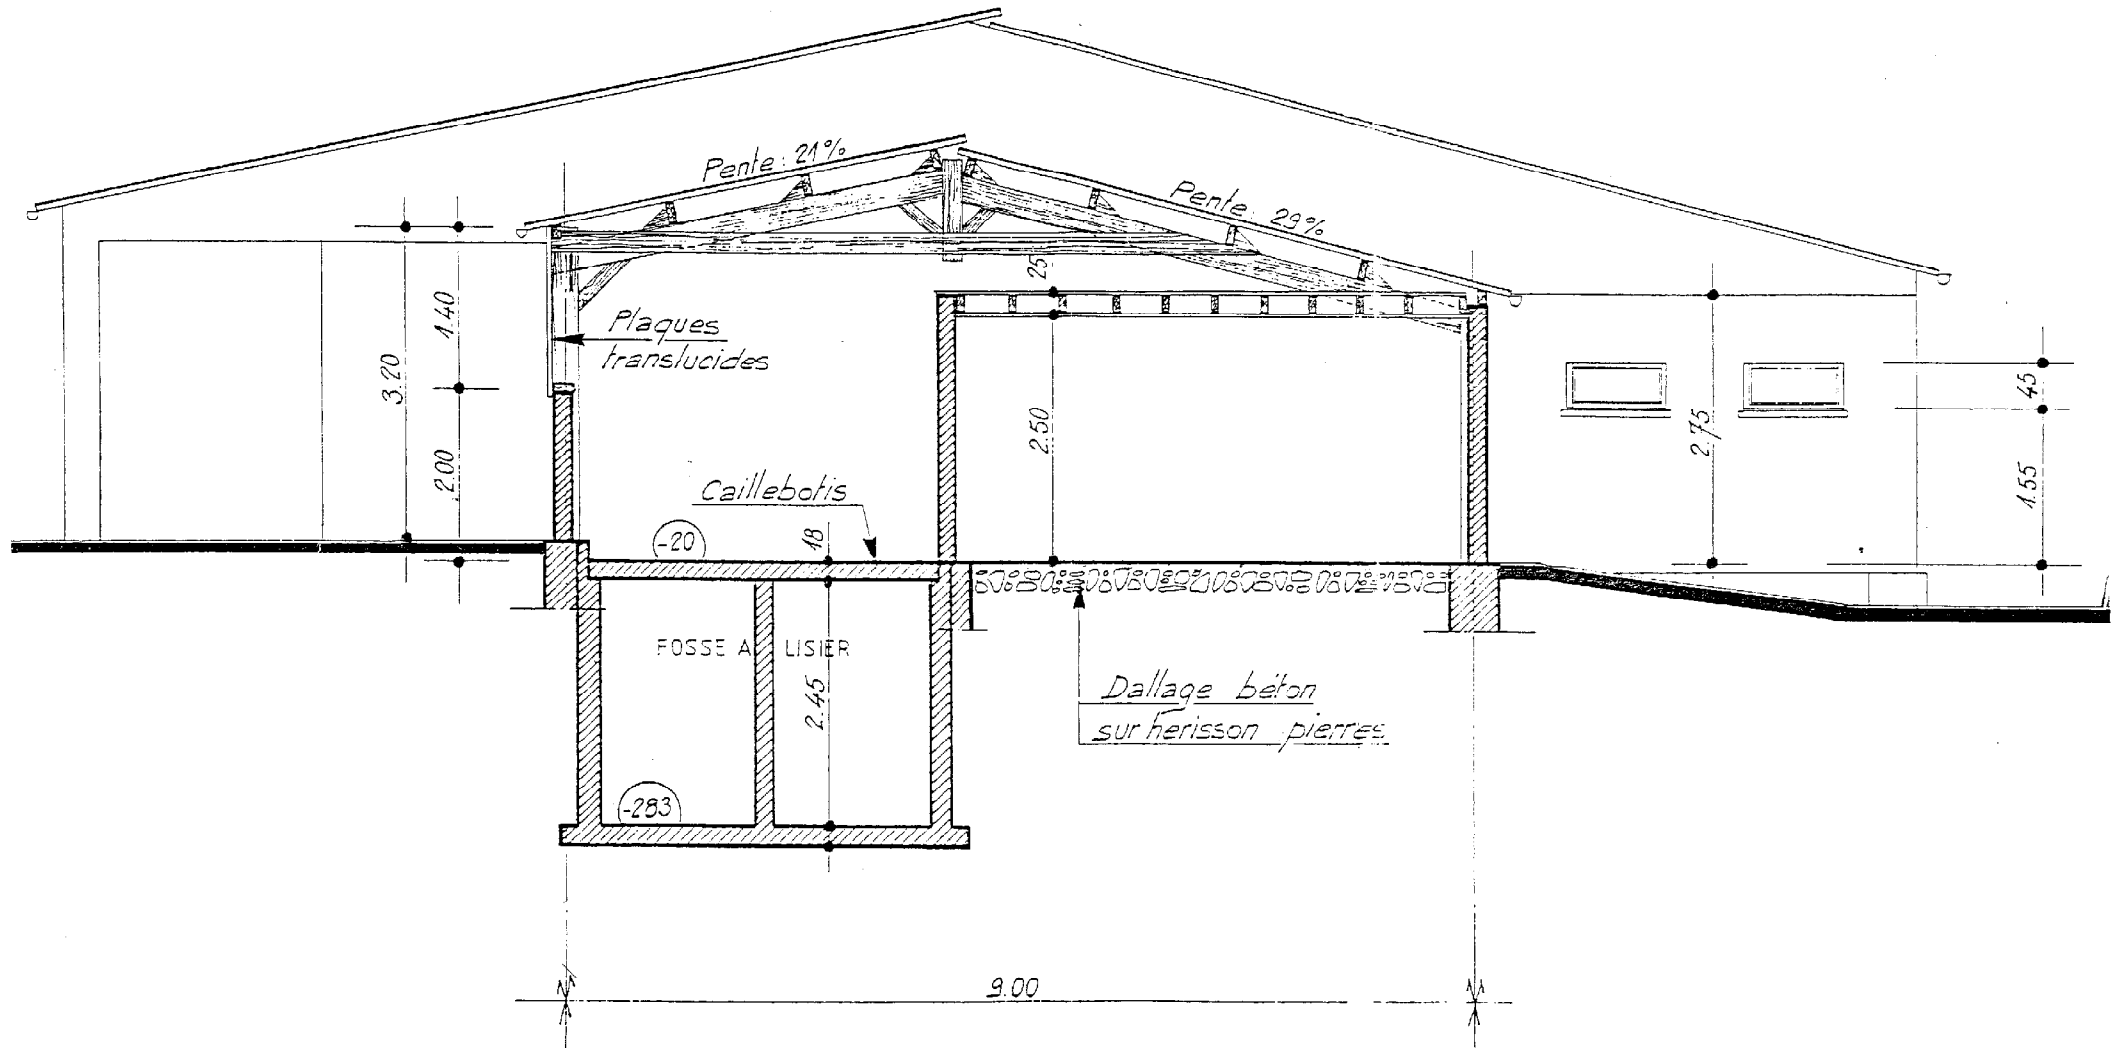 Pente: 21%
Pente: 29%
25
1.40
3.20
Plaques
translucides
2.50
2.75
45
2.00
1.55
Caillebotis
-20
18
FOSSE A LISIER
2.45
Dallage béton
sur herisson pierres
-283
9.00